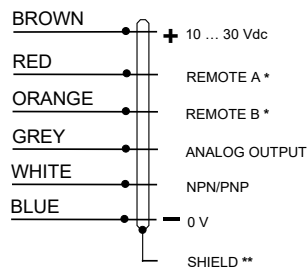 BROWN + 10 … 30 Vdc
RED REMOTE A *
ORANGE REMOTE B *
GREY ANALOG OUTPUT
WHITE NPN/PNP
BLUE − 0 V
SHIELD **